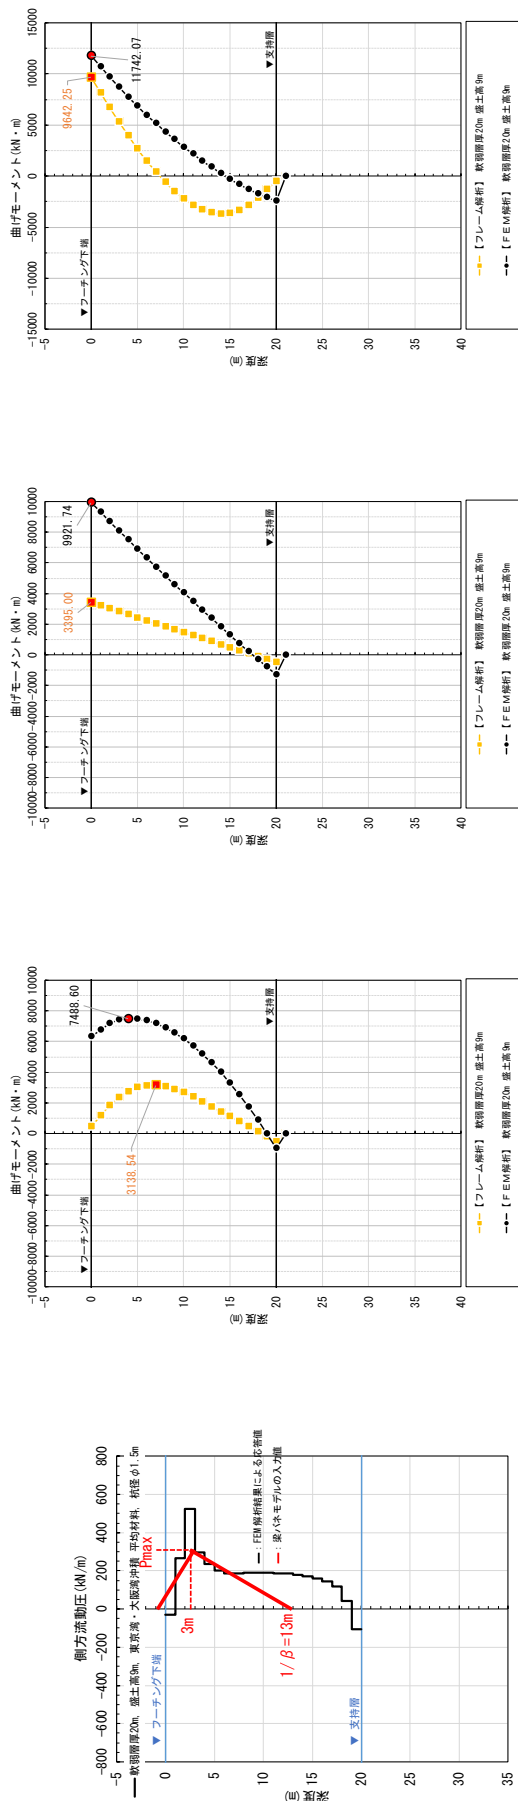 側方流動圧(kN/m)
軟弱層厚20m, 盛土高9m, 東京湾・大阪湾沖積 平均材料, 杭径φ1.5m
-800 -600 -400 -200 0 200 400 600 800
深度(m)
-5
0
5
10
15
20
25
30
35
▼ フーチング下端
▼ 支持層
Pmax
3m
1/β=13m
: FEM解析結果による応答値
: 梁バネモデルの入力値
曲げモーメント(kN・m)
-10000 -8000 -6000 -4000 -2000 0 2000 4000 6000 8000 10000
深度(m)
-5
0
5
10
15
20
25
30
35
40
▼フーチング下端
▼支持層
3138.54
7488.60
【フレーム解析】 軟弱層厚20m 盛土高9m
【FEM解析】 軟弱層厚20m 盛土高9m
曲げモーメント(kN・m)
-10000 -8000 -6000 -4000 -2000 0 2000 4000 6000 8000 10000
深度(m)
-5
0
5
10
15
20
25
30
35
40
▼フーチング下端
▼支持層
3395.00
9921.74
【フレーム解析】 軟弱層厚20m 盛土高9m
【FEM解析】 軟弱層厚20m 盛土高9m
曲げモーメント(kN・m)
-15000 -10000 -5000 0 5000 10000 15000
深度(m)
-5
0
5
10
15
20
25
30
35
40
▼フーチング下端
▼支持層
9642.25
11742.07
【フレーム解析】 軟弱層厚20m 盛土高9m
【FEM解析】 軟弱層厚20m 盛土高9m